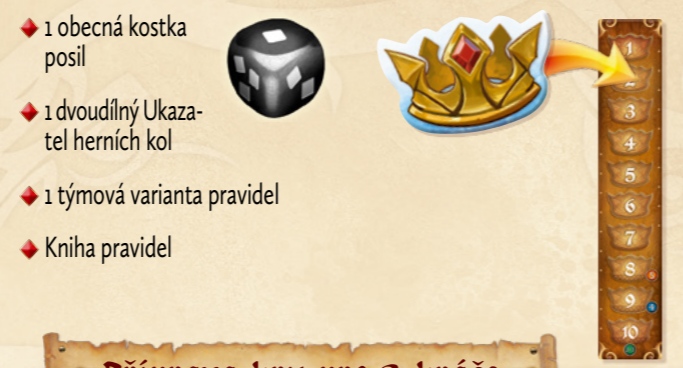 1 obecná kostka
posil
1 dvoudílný Ukaza-
tel herních kol
1 týmová varianta pravidel
Kniha pravidel
1
2
3
4
5
6
7
8
9
10